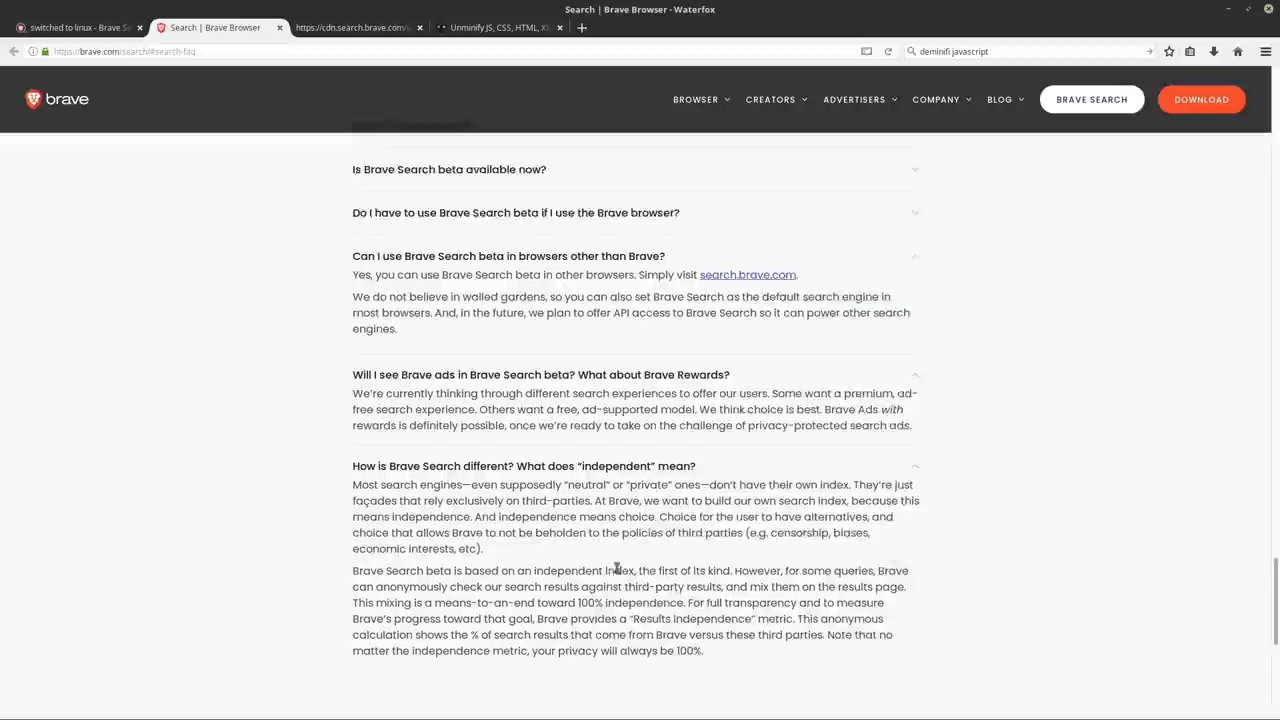 Search | Brave Browser - Waterfox
switched to linux - Brave Se
Search | Brave Browser
https://cdn.search.brave.com/s
Unminify JS, CSS, HTML, X
https://brave.com/search/#search-faq
deminifi javascript
brave
BROWSER
CREATORS
ADVERTISERS
COMPANY
BLOG
BRAVE SEARCH
DOWNLOAD
Is Brave Search beta available now?
Do I have to use Brave Search beta if I use the Brave browser?
Can I use Brave Search beta in browsers other than Brave?
Yes, you can use Brave Search beta in other browsers. Simply visit search.brave.com.
We do not believe in walled gardens, so you can also set Brave Search as the default search engine in
most browsers. And, in the future, we plan to offer API access to Brave Search so it can power other search
engines.
Will I see Brave ads in Brave Search beta? What about Brave Rewards?
We're currently thinking through different search experiences to offer our users. Some want a premium, ad-
free search experience. Others want a free, ad-supported model. We think choice is best. Brave Ads with
rewards is definitely possible, once we're ready to take on the challenge of privacy-protected search ads.
How is Brave Search different? What does “independent” mean?
Most search engines—even supposedly “neutral” or “private” ones—don't have their own index. They're just
façades that rely exclusively on third-parties. At Brave, we want to build our own search index, because this
means independence. And independence means choice. Choice for the user to have alternatives, and
choice that allows Brave to not be beholden to the policies of third parties (e.g. censorship, biases,
economic interests, etc).
Brave Search beta is based on an independent index, the first of its kind. However, for some queries, Brave
can anonymously check our search results against third-party results, and mix them on the results page.
This mixing is a means-to-an-end toward 100% independence. For full transparency and to measure
Brave's progress toward that goal, Brave provides a “Results Independence” metric. This anonymous
calculation shows the % of search results that come from Brave versus these third parties. Note that no
matter the independence metric, your privacy will always be 100%.